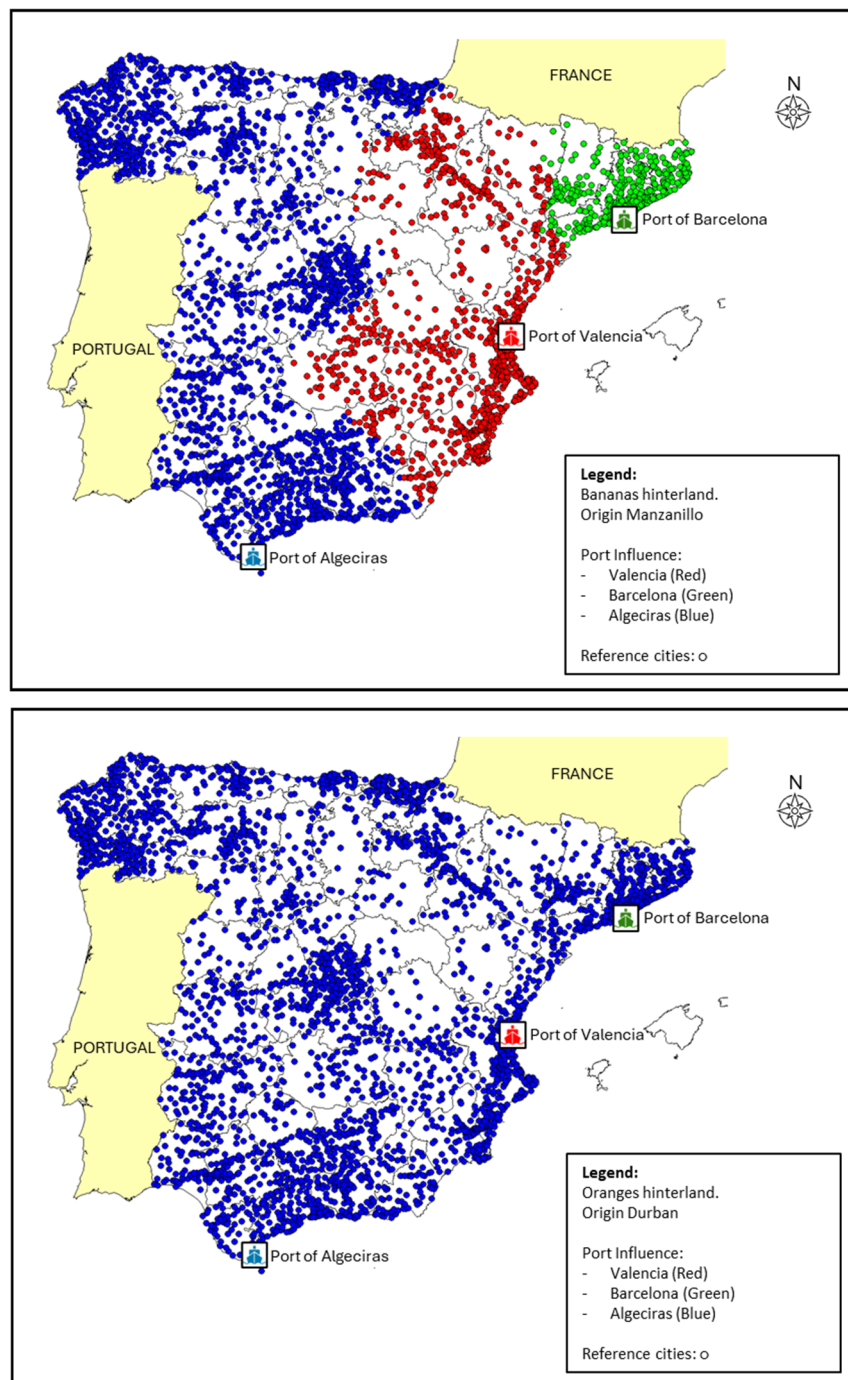 FRANCE
N
Port of Barcelona
Port of Valencia
PORTUGAL
Port of Algeciras
Legend:
Bananas hinterland.
Origin Manzanillo
Port Influence:
- Valencia (Red)
- Barcelona (Green)
- Algeciras (Blue)
Reference cities: o
FRANCE
N
Port of Barcelona
Port of Valencia
PORTUGAL
Port of Algeciras
Legend:
Oranges hinterland.
Origin Durban
Port Influence:
- Valencia (Red)
- Barcelona (Green)
- Algeciras (Blue)
Reference cities: o